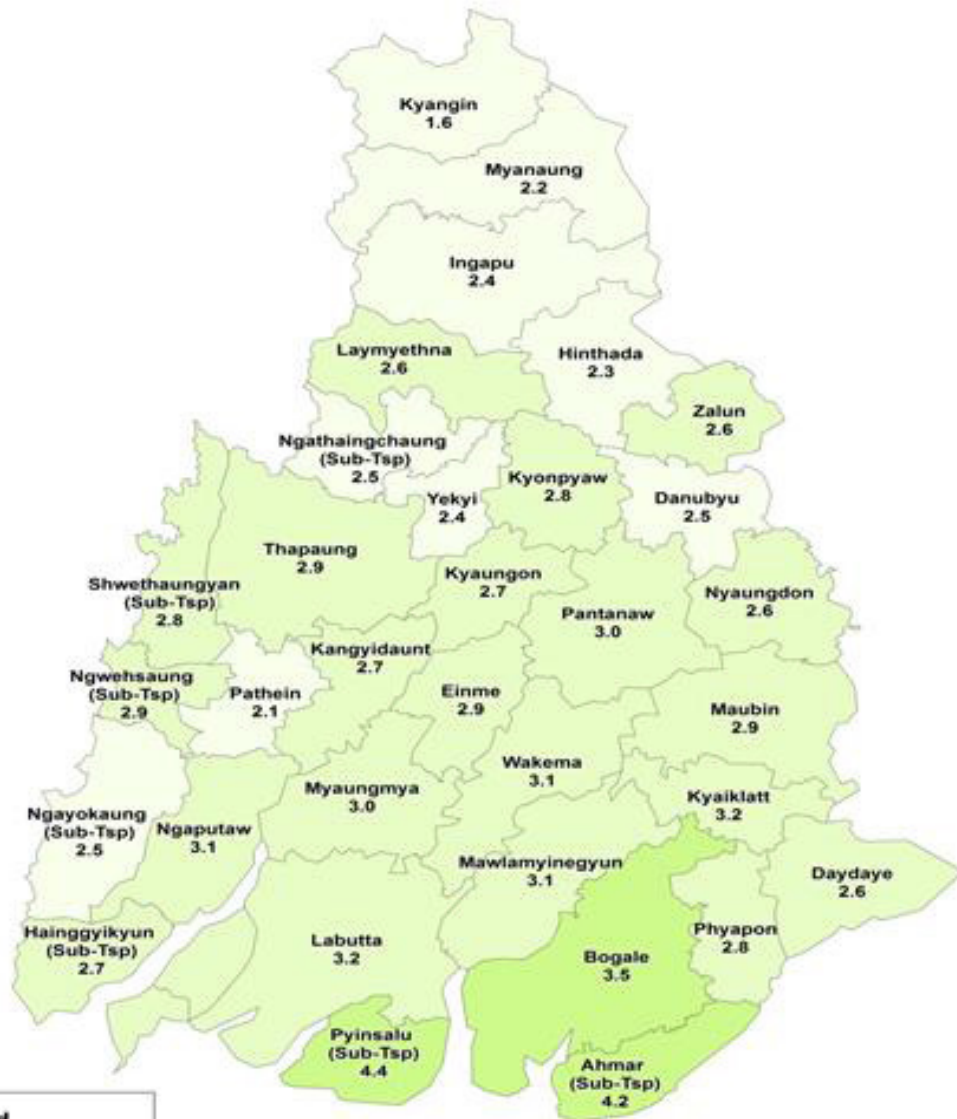 Kyangin
1.6
Myanaung
2.2
Ingapu
2.4
Laymyethna
2.6
Hinthada
2.3
Zalun
2.6
Ngathaingchaung
(Sub-Tsp)
2.5
Yekyi
2.4
Kyonpyaw
2.8
Danubyu
2.5
Thapaung
2.9
Shwethaungyan
(Sub-Tsp)
2.8
Kyaungon
2.7
Pantanaw
3.0
Nyaungdon
2.6
Kangyidaunt
2.7
Ngwehsaung
(Sub-Tsp)
2.9
Pathein
2.1
Einme
2.9
Maubin
2.9
Wakema
3.1
Myaungmya
3.0
Kyaiklatt
3.2
Ngayokaung
(Sub-Tsp)
2.5
Ngaputaw
3.1
Mawlamyinegyun
3.1
Daydaye
2.6
Hainggyikyun
(Sub-Tsp)
2.7
Labutta
3.2
Phyapon
2.8
Bogale
3.5
Pyinsalu
(Sub-Tsp)
4.4
Ahmar
(Sub-Tsp)
4.2